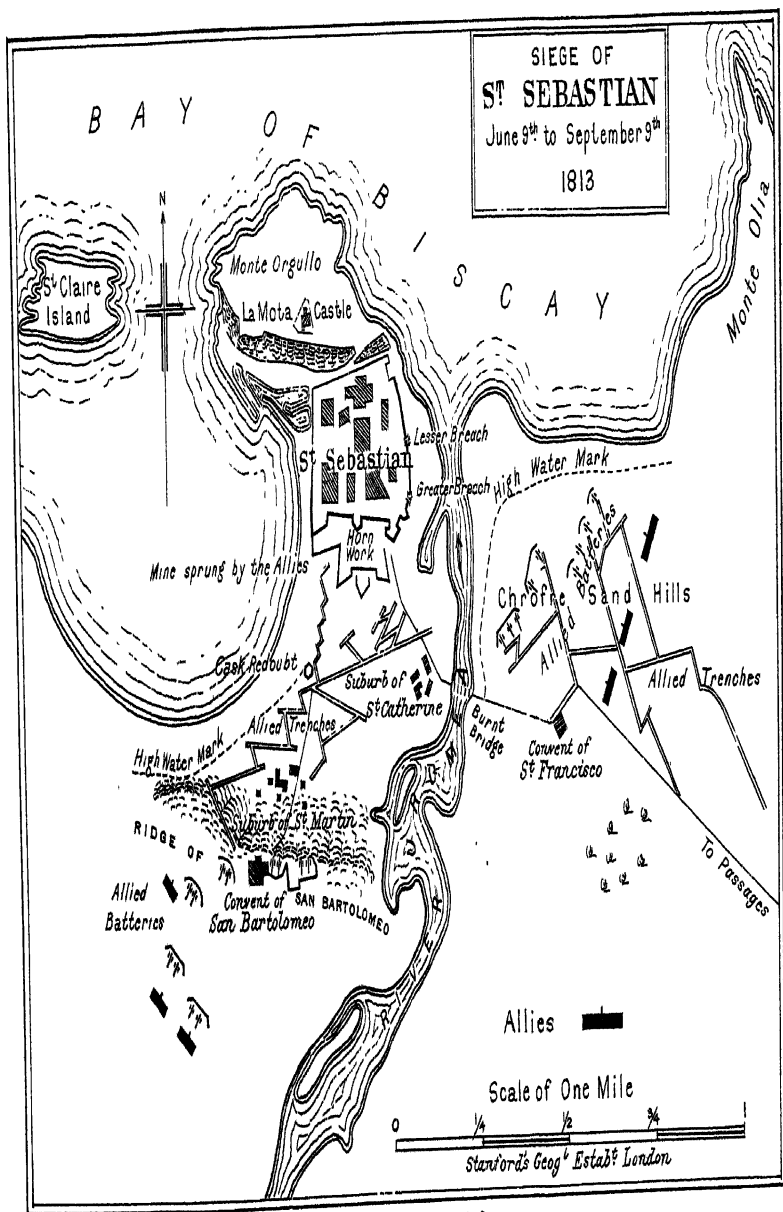 SIEGE OF
ST SEBASTIAN
June 9th to September 9th
1813
BAY OF BISCAY
N
St Claire
Island
Monte Orgullo
La Mota Castle
Monte Olia
Lesser Breach
St Sebastian
Greater Breach
High Water Mark
Horn
Work
Mine sprung by the Allies
Batteries
Chrofre Sand Hills
Allied
Cask Redoubt
Suburb of
St Catherine
Allied Trenches
Allied Trenches
Burnt
Bridge
Convent of
St Francisco
High Water Mark
Suburb of St Martin
RIDGE OF
SAN BARTOLOMEO
To Passages
Allied
Batteries
Convent of
San Bartolomeo
RIVER
Allies
Scale of One Mile
0 1/4 1/2 3/4 1
Stanford's Geogl Estabt London